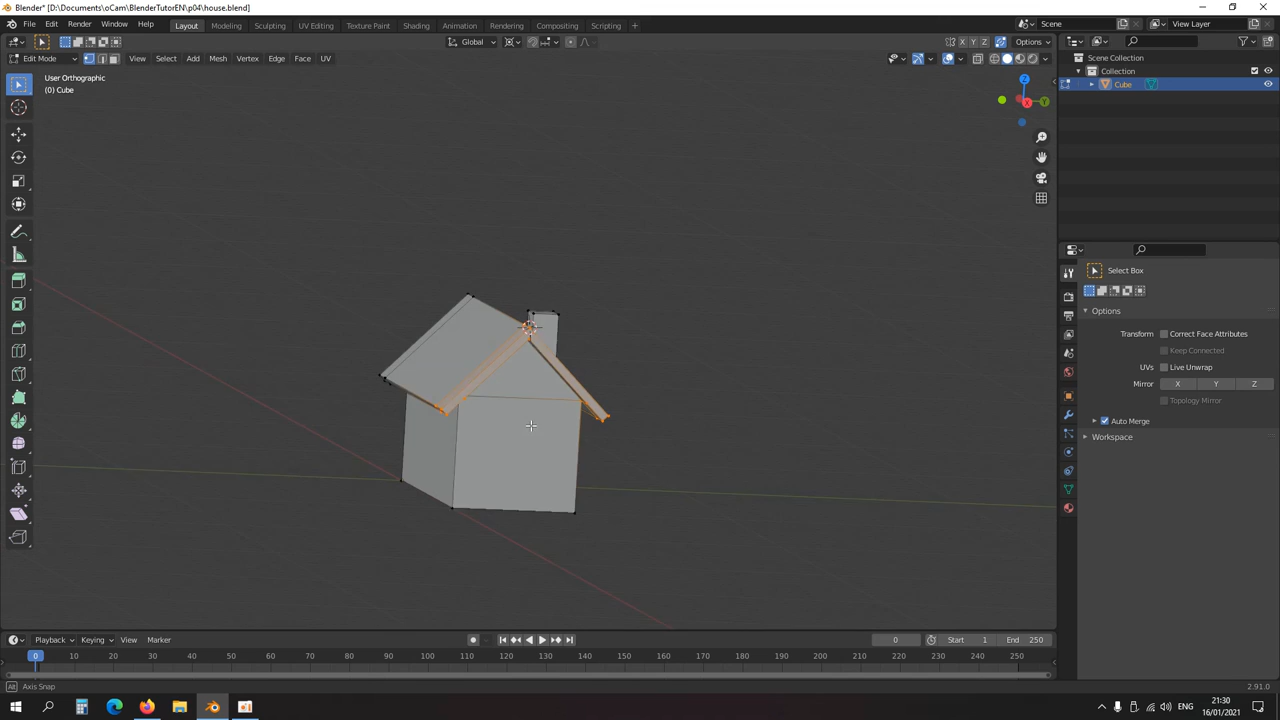 Blender* [D:\Documents\oCam\BlenderTutorEN\p04\house.blend]
File Edit Render Window Help Layout Modeling Sculpting UV Editing Texture Paint Shading Animation Rendering Compositing Scripting + Scene View Layer
Global X Y Z Options
Edit Mode View Select Add Mesh Vertex Edge Face UV
User Orthographic
(0) Cube
Scene Collection
Collection
Cube
Z
X
Y
Select Box
Options
Transform Correct Face Attributes
Keep Connected
UVs Live Unwrap
Mirror X Y Z
Topology Mirror
Auto Merge
Workspace
Playback Keying View Marker 0 Start 1 End 250
0 10 20 30 40 50 60 70 80 90 100 110 120 130 140 150 160 170 180 190 200 210 220 230 240 250
Alt Axis Snap 2.91.0
ENG 21:30
16/01/2021